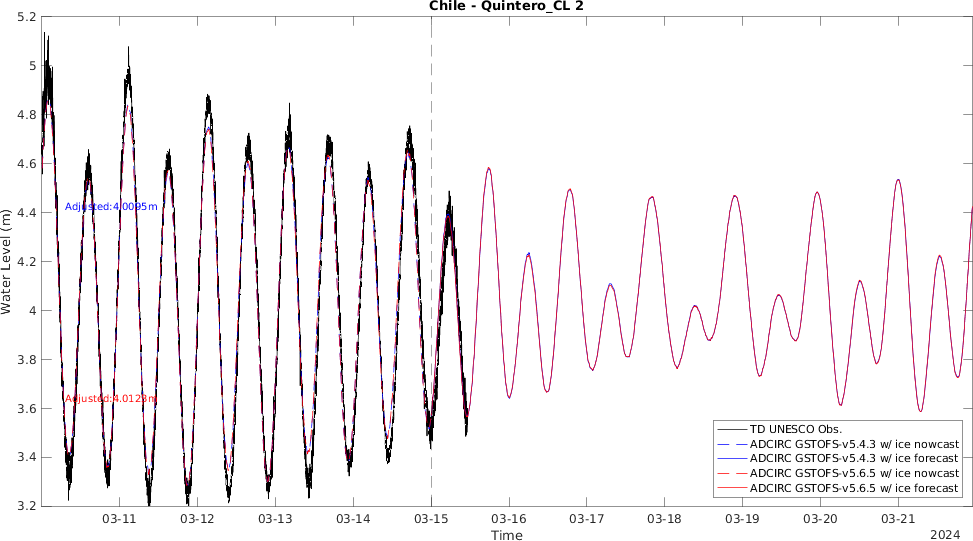 Chile - Quintero_CL 2
5.2
5
4.8
4.6
4.4
4.2
4
3.8
3.6
3.4
3.2
Water Level (m)
Adjusted:4.0095m
Adjusted:4.0123m
TD UNESCO Obs.
ADCIRC GSTOFS-v5.4.3 w/ ice nowcast
ADCIRC GSTOFS-v5.4.3 w/ ice forecast
ADCIRC GSTOFS-v5.6.5 w/ ice nowcast
ADCIRC GSTOFS-v5.6.5 w/ ice forecast
03-11 03-12 03-13 03-14 03-15 03-16 03-17 03-18 03-19 03-20 03-21
Time
2024